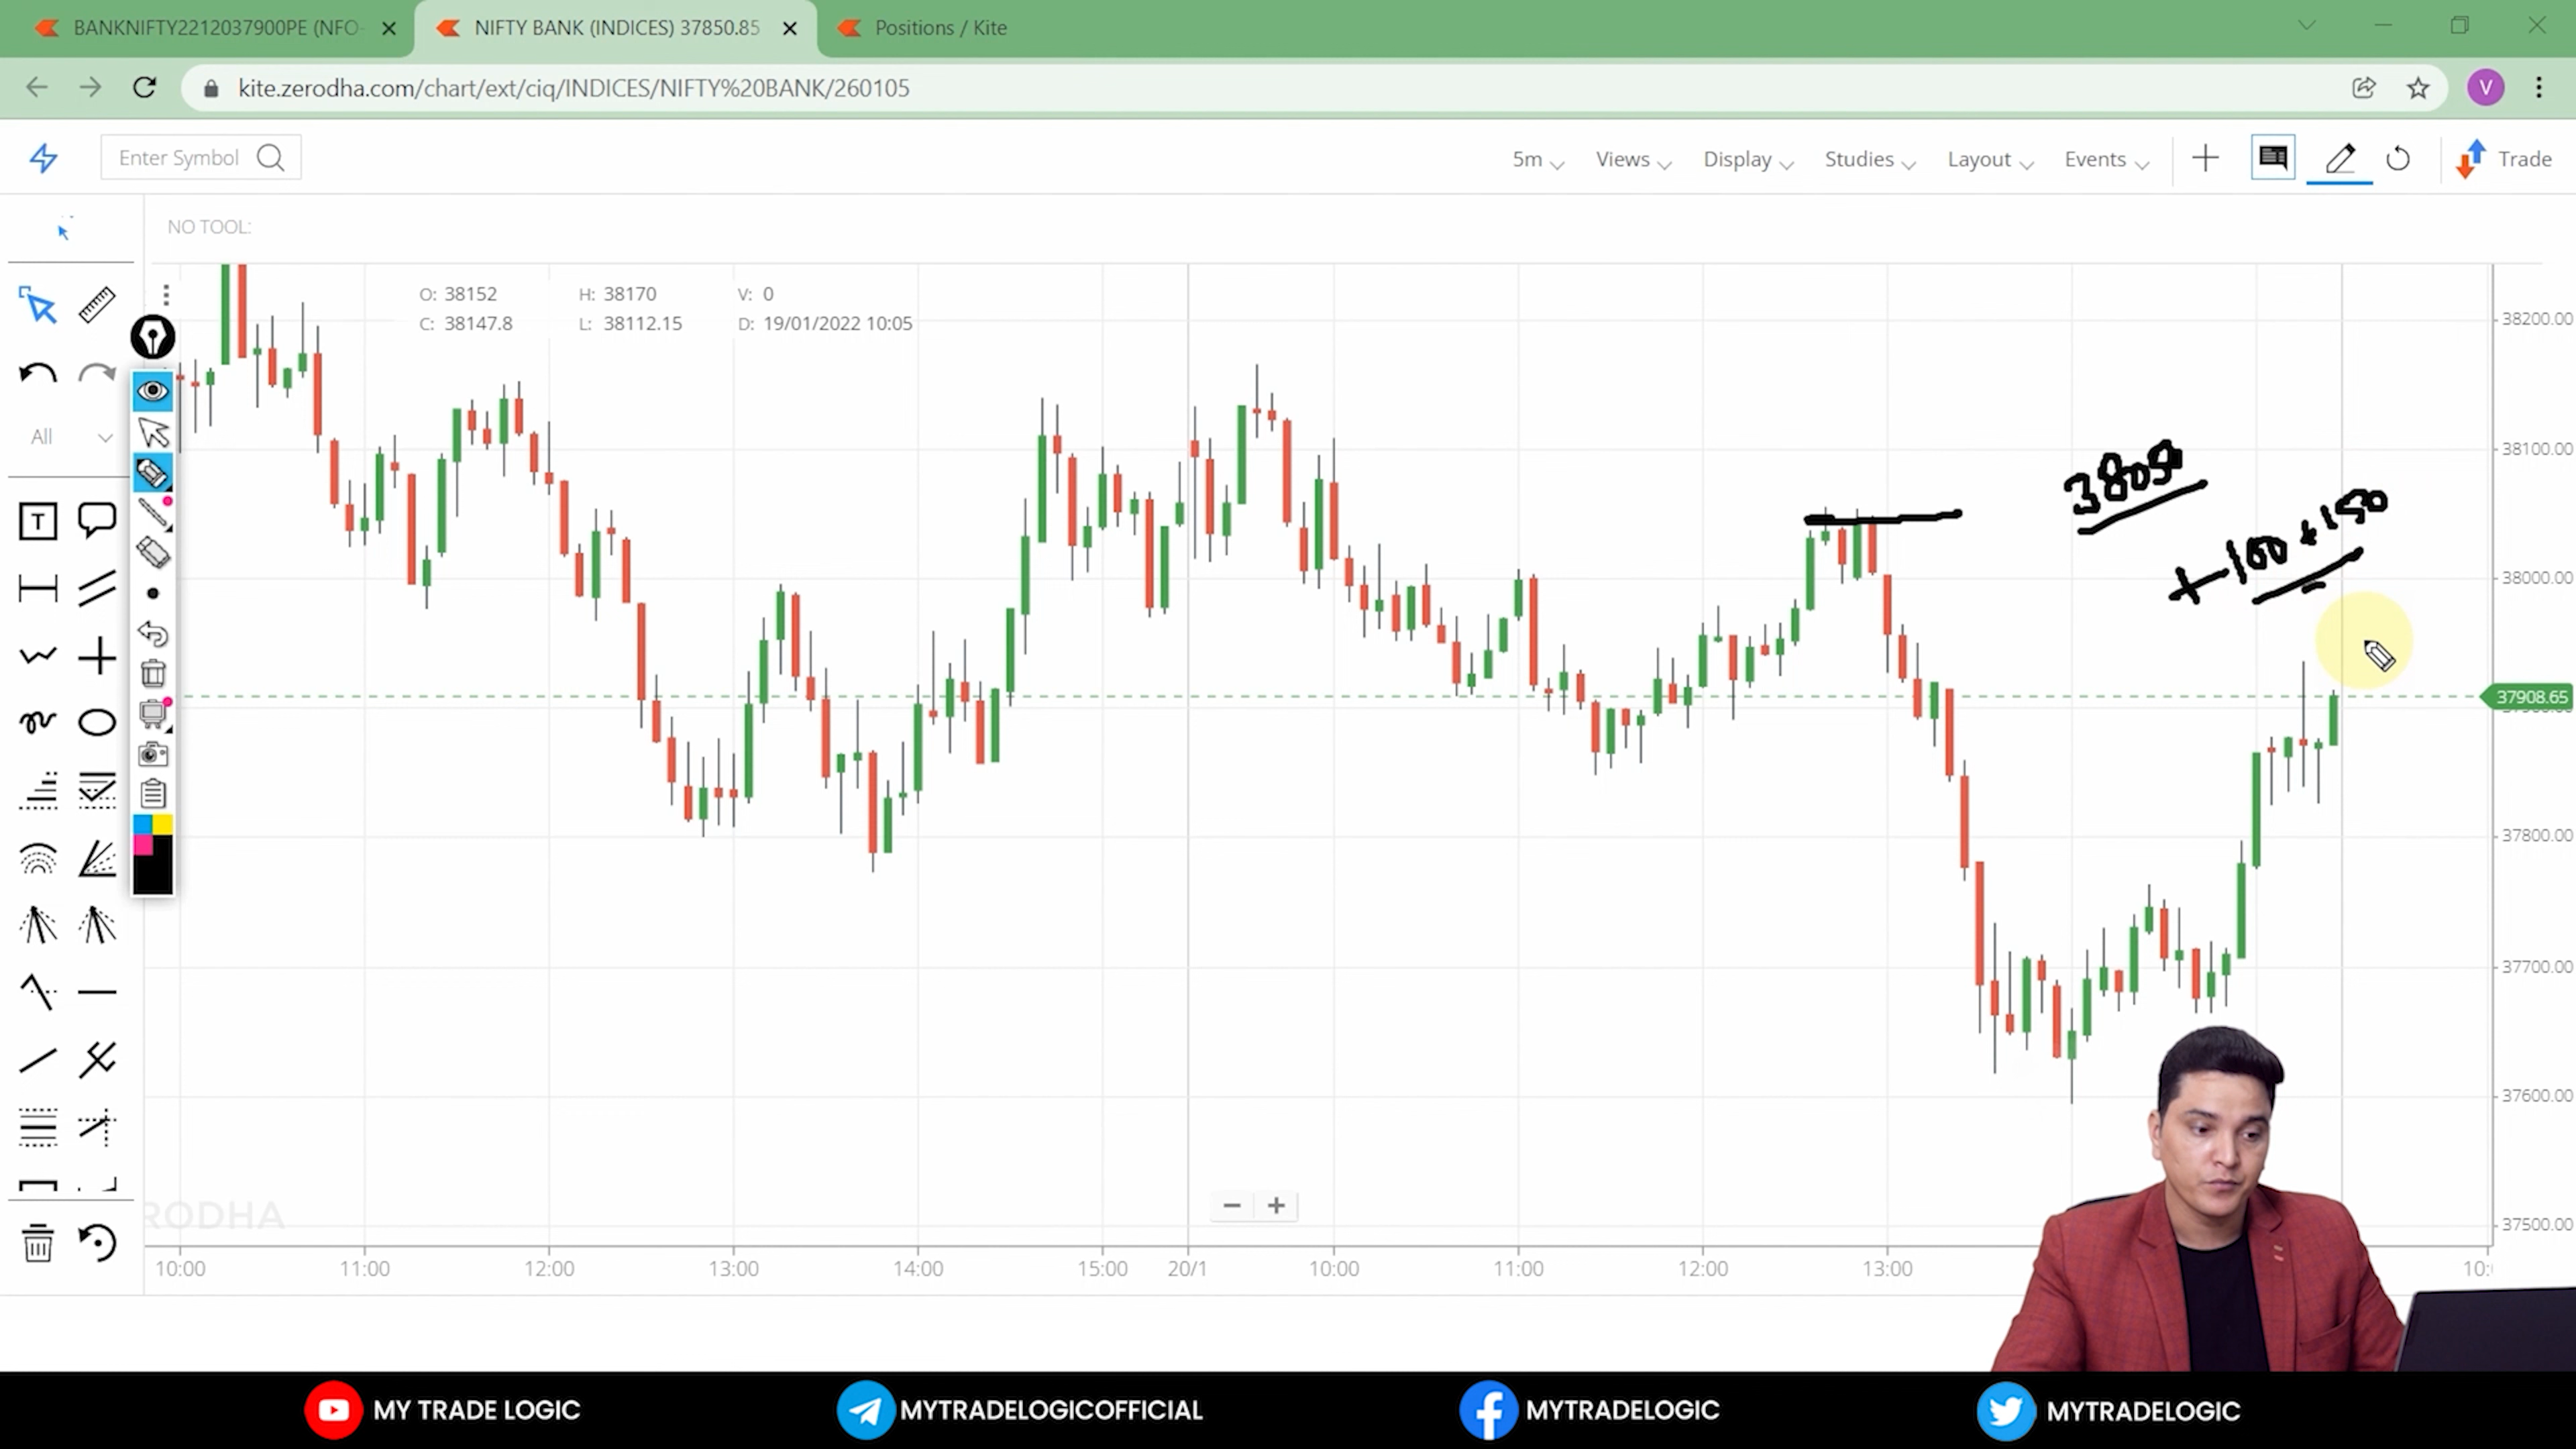 BANKNIFTY2212037900PE (NFO-
NIFTY BANK (INDICES) 37850.85
Positions / Kite
kite.zerodha.com/chart/ext/ciq/INDICES/NIFTY%20BANK/260105
V
Enter Symbol
5m Views Display Studies Layout Events Trade
NO TOOL:
O: 38152 H: 38170 V: 0
C: 38147.8 L: 38112.15 D: 19/01/2022 10:05
All
T
38200.00
38100.00
38050
+-100+150
38000.00
37908.65
37800.00
37700.00
37600.00
37500.00
RODHA
10:00 11:00 12:00 13:00 14:00 15:00 20/1 10:00 11:00 12:00 13:00 10:
MY TRADE LOGIC
MYTRADELOGICOFFICIAL
MYTRADELOGIC
MYTRADELOGIC